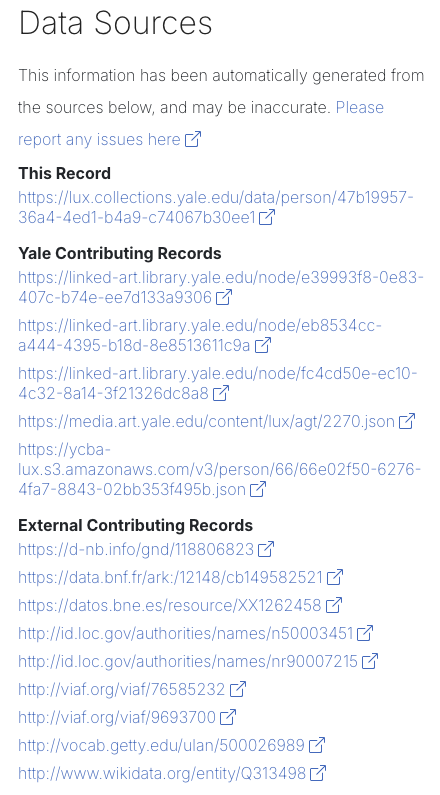 Data Sources
This information has been automatically generated from
the sources below, and may be inaccurate. Please
report any issues here
This Record
https://lux.collections.yale.edu/data/person/47b19957-
36a4-4ed1-b4a9-c74067b30ee1
Yale Contributing Records
https://linked-art.library.yale.edu/node/e39993f8-0e83-
407c-b74e-ee7d133a9306
https://linked-art.library.yale.edu/node/eb8534cc-
a444-4395-b18d-8e8513611c9a
https://linked-art.library.yale.edu/node/fc4cd50e-ec10-
4c32-8a14-3f21326dc8a8
https://media.art.yale.edu/content/lux/agt/2270.json
https://ycba-
lux.s3.amazonaws.com/v3/person/66/66e02f50-6276-
4fa7-8843-02bb353f495b.json
External Contributing Records
https://d-nb.info/gnd/118806823
https://data.bnf.fr/ark:/12148/cb149582521
https://datos.bne.es/resource/XX1262458
http://id.loc.gov/authorities/names/n50003451
http://id.loc.gov/authorities/names/nr90007215
http://viaf.org/viaf/76585232
http://viaf.org/viaf/9693700
http://vocab.getty.edu/ulan/500026989
http://www.wikidata.org/entity/Q313498